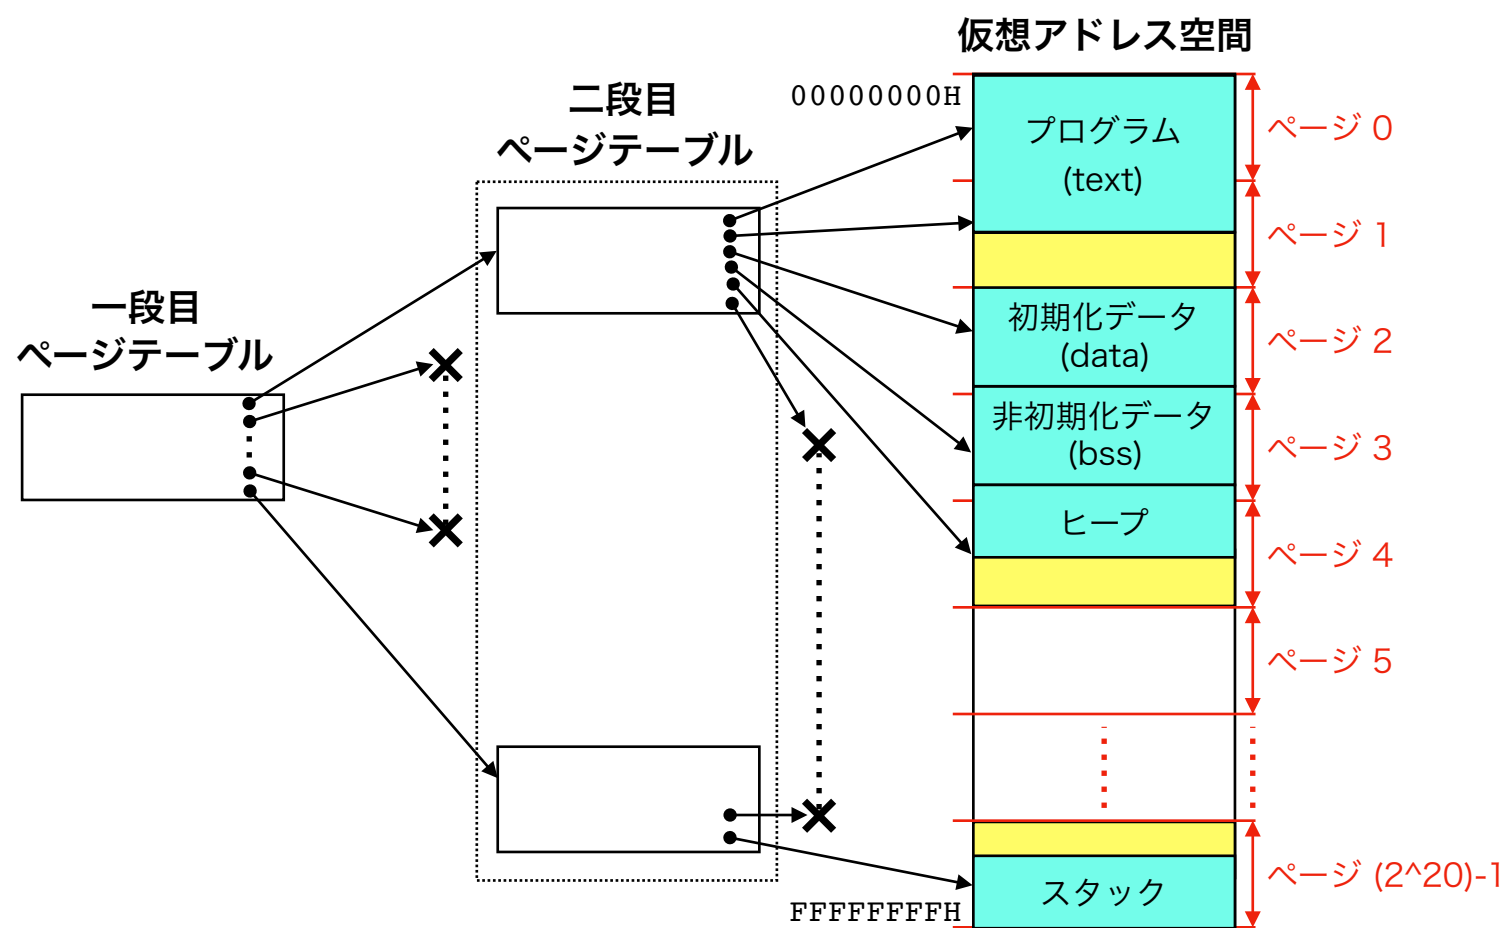 仮想アドレス空間
00000000H
二段目
ページテーブル
プログラム
(text)
ページ 0
ページ 1
一段目
ページテーブル
初期化データ
(data)
ページ 2
非初期化データ
(bss)
ページ 3
ヒープ
ページ 4
ページ 5
スタック
ページ (2^20)-1
FFFFFFFFH